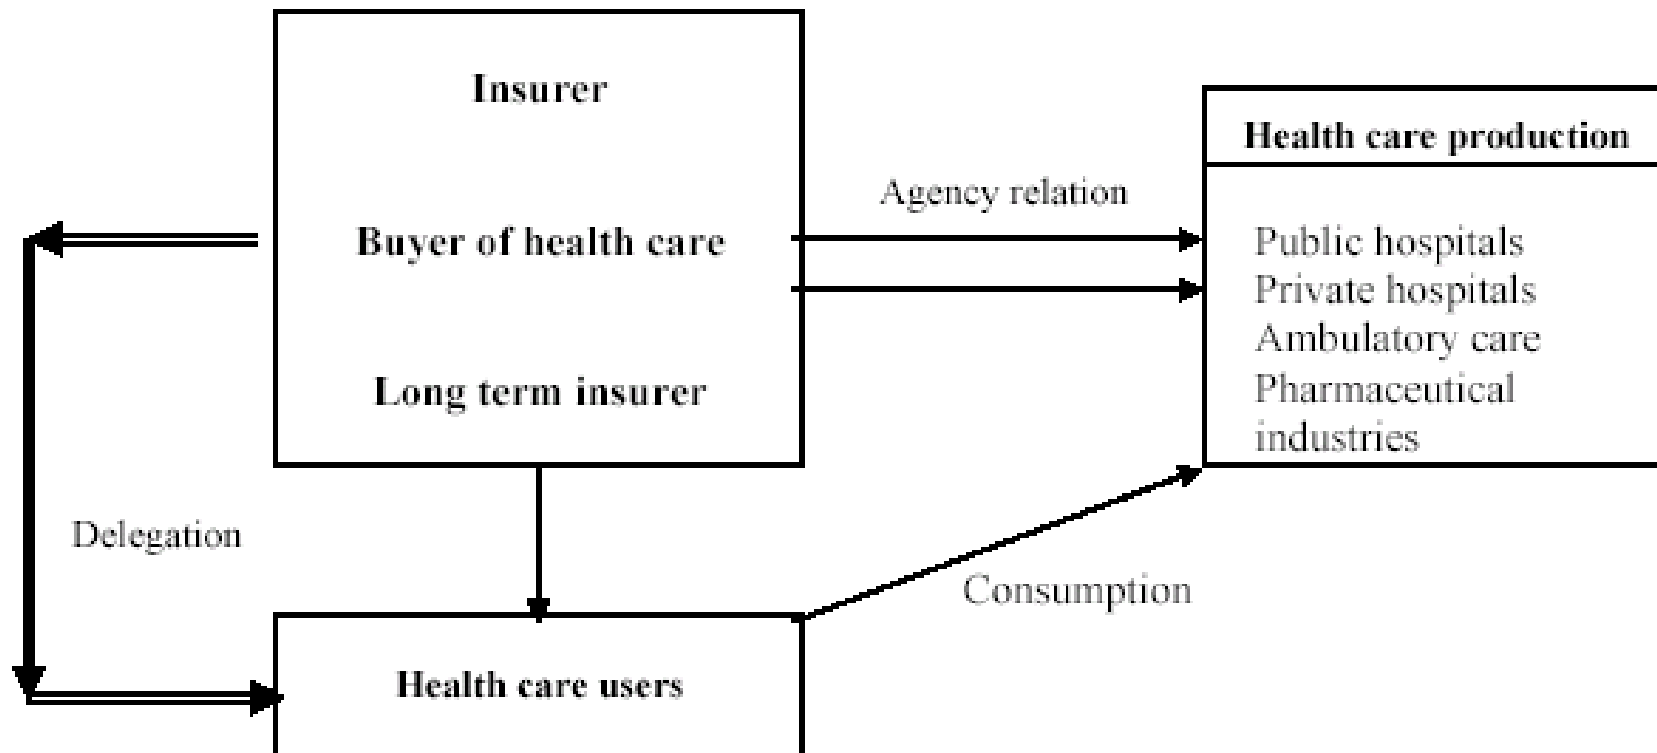 Insurer
Buyer of health care
Long term insurer
Agency relation
Health care production
Public hospitals
Private hospitals
Ambulatory care
Pharmaceutical
industries
Delegation
Consumption
Health care users